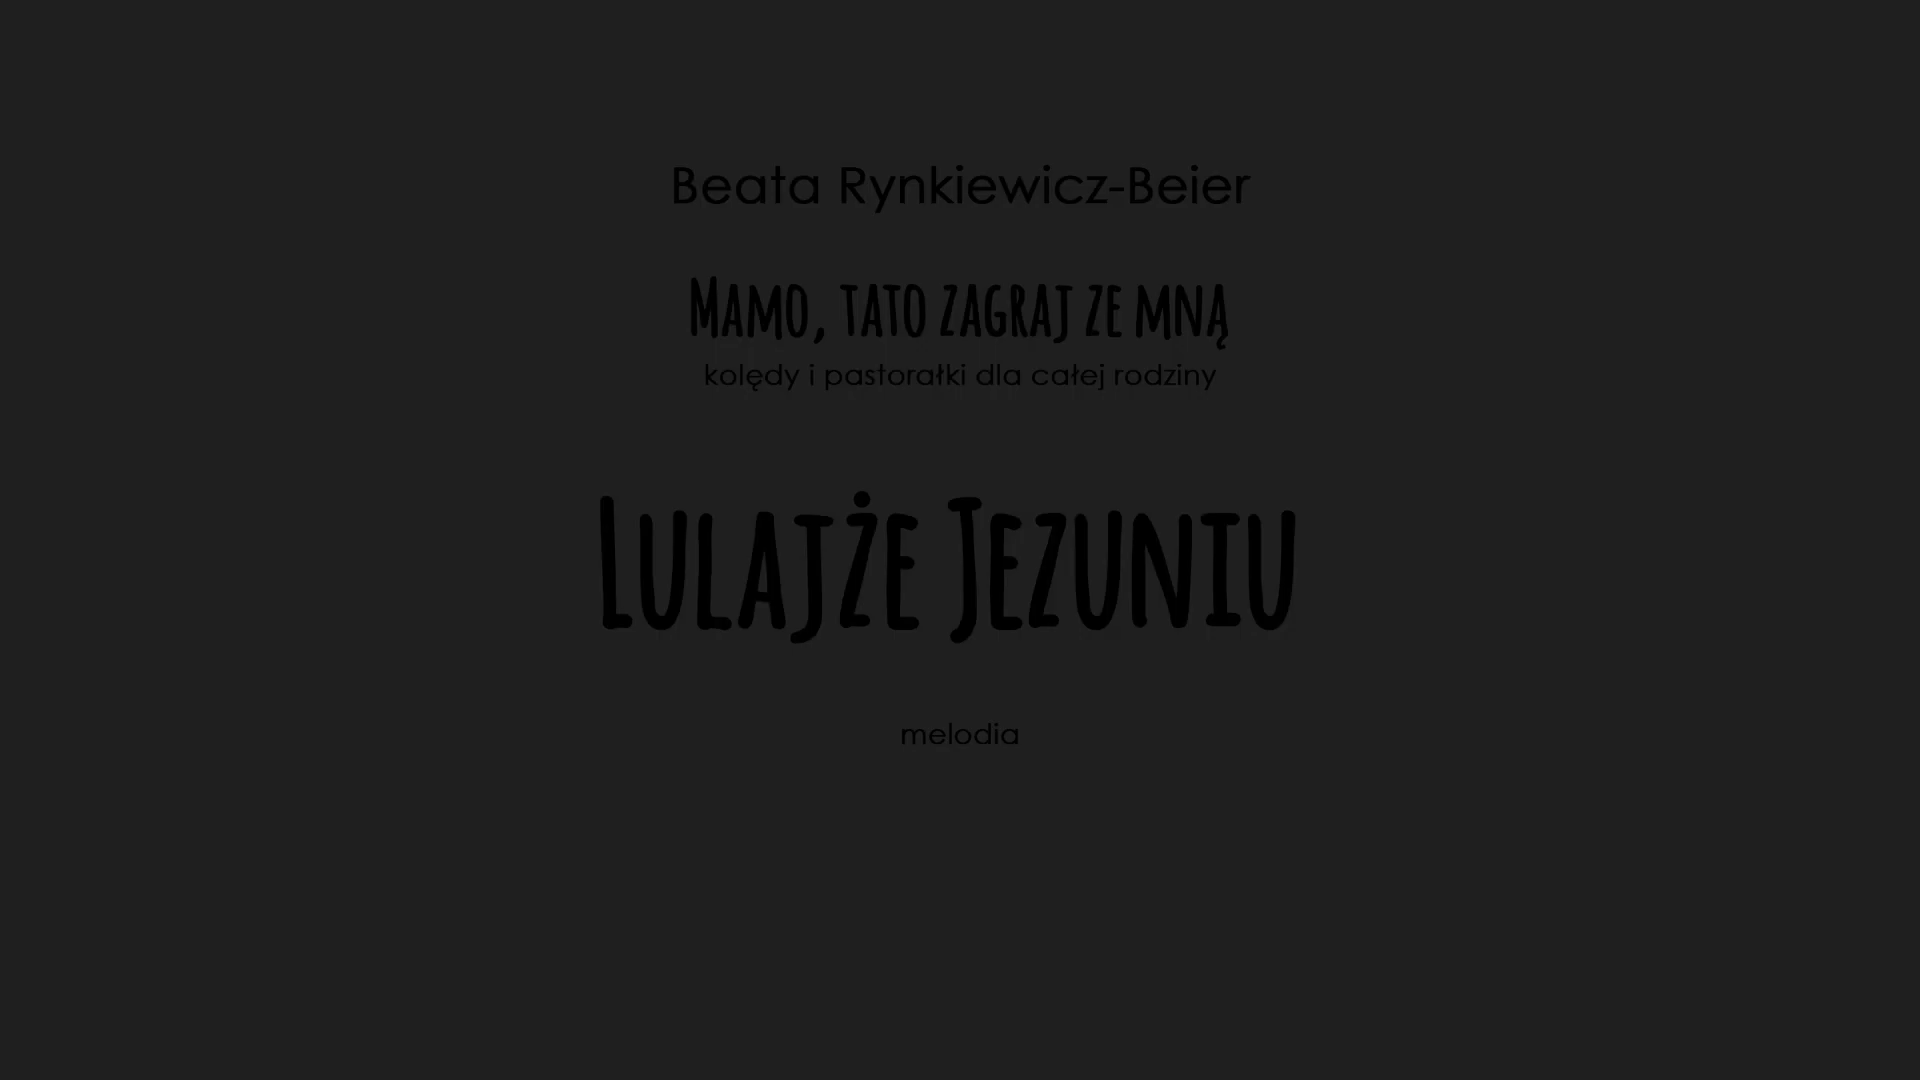 Beata Rynkiewicz-Beier
Mamo, tato zagraj ze mną
kolędy i pastorałki dla całej rodziny
Lulajże Jezuniu
melodia